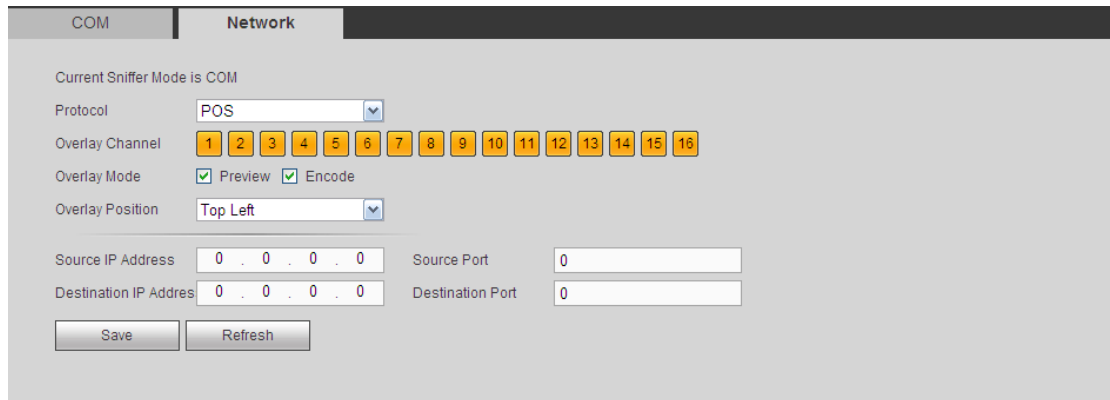 COM Network
Current Sniffer Mode is COM
Protocol POS
Overlay Channel 1 2 3 4 5 6 7 8 9 10 11 12 13 14 15 16
Overlay Mode Preview Encode
Overlay Position Top Left
Source IP Address 0 . 0 . 0 . 0 Source Port 0
Destination IP Addres 0 . 0 . 0 . 0 Destination Port 0
Save Refresh